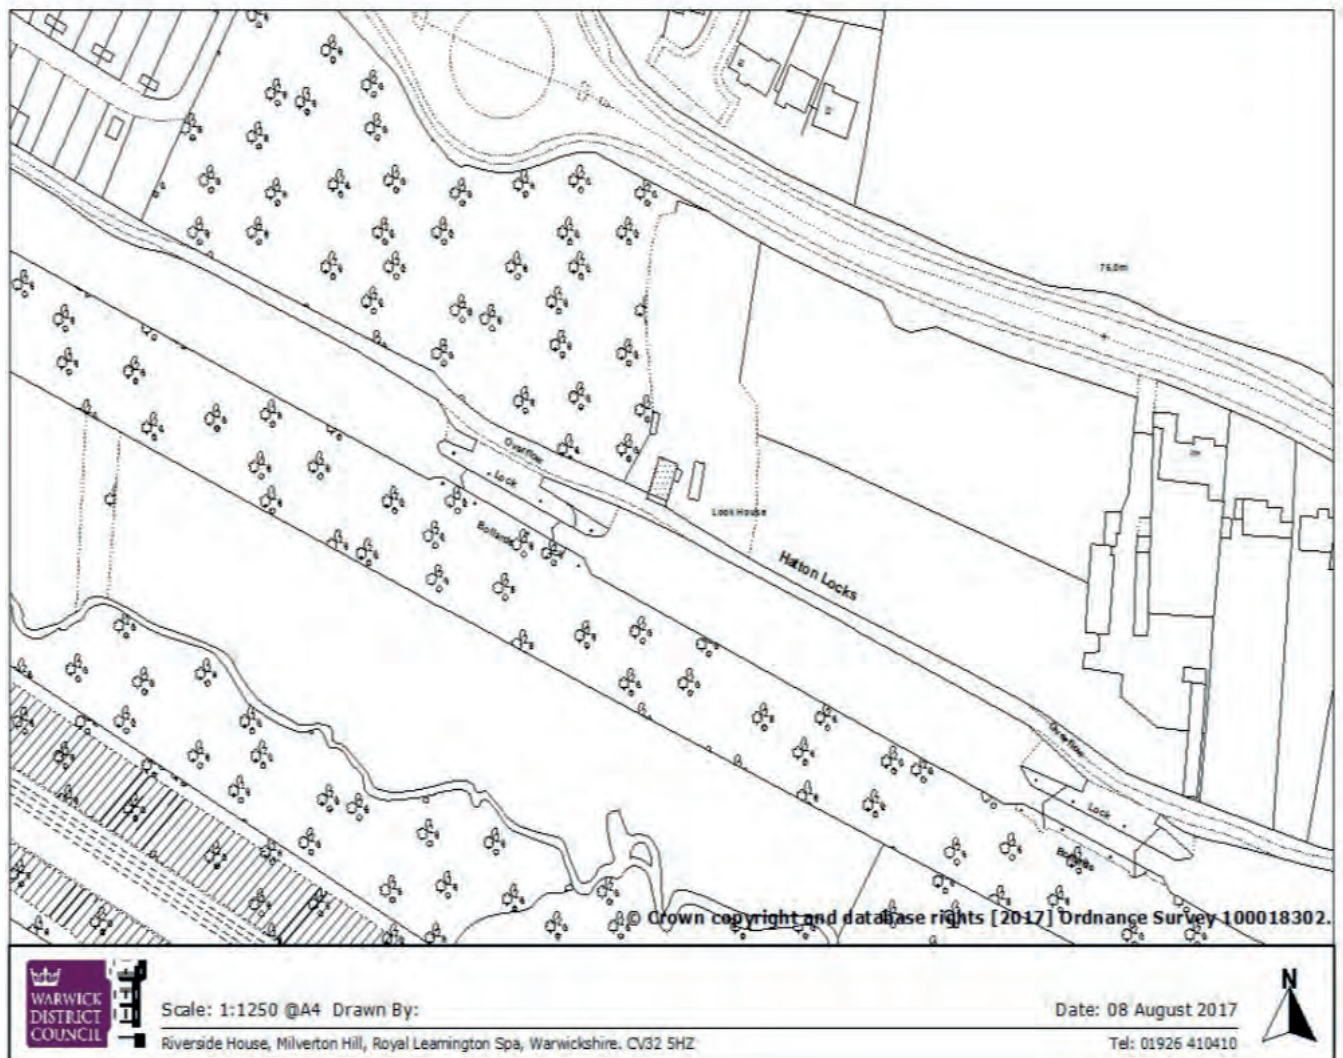 76.0m
Overflow
Lock
Bollards
Lock House
Hatton Locks
Overflow
Lock
© Crown copyright and database rights [2017] Ordnance Survey 100018302.
WARWICK
DISTRICT
COUNCIL
Scale: 1:1250 @A4 Drawn By:
Date: 08 August 2017
Riverside House, Milverton Hill, Royal Leamington Spa, Warwickshire. CV32 5HZ
Tel: 01926 410410
N